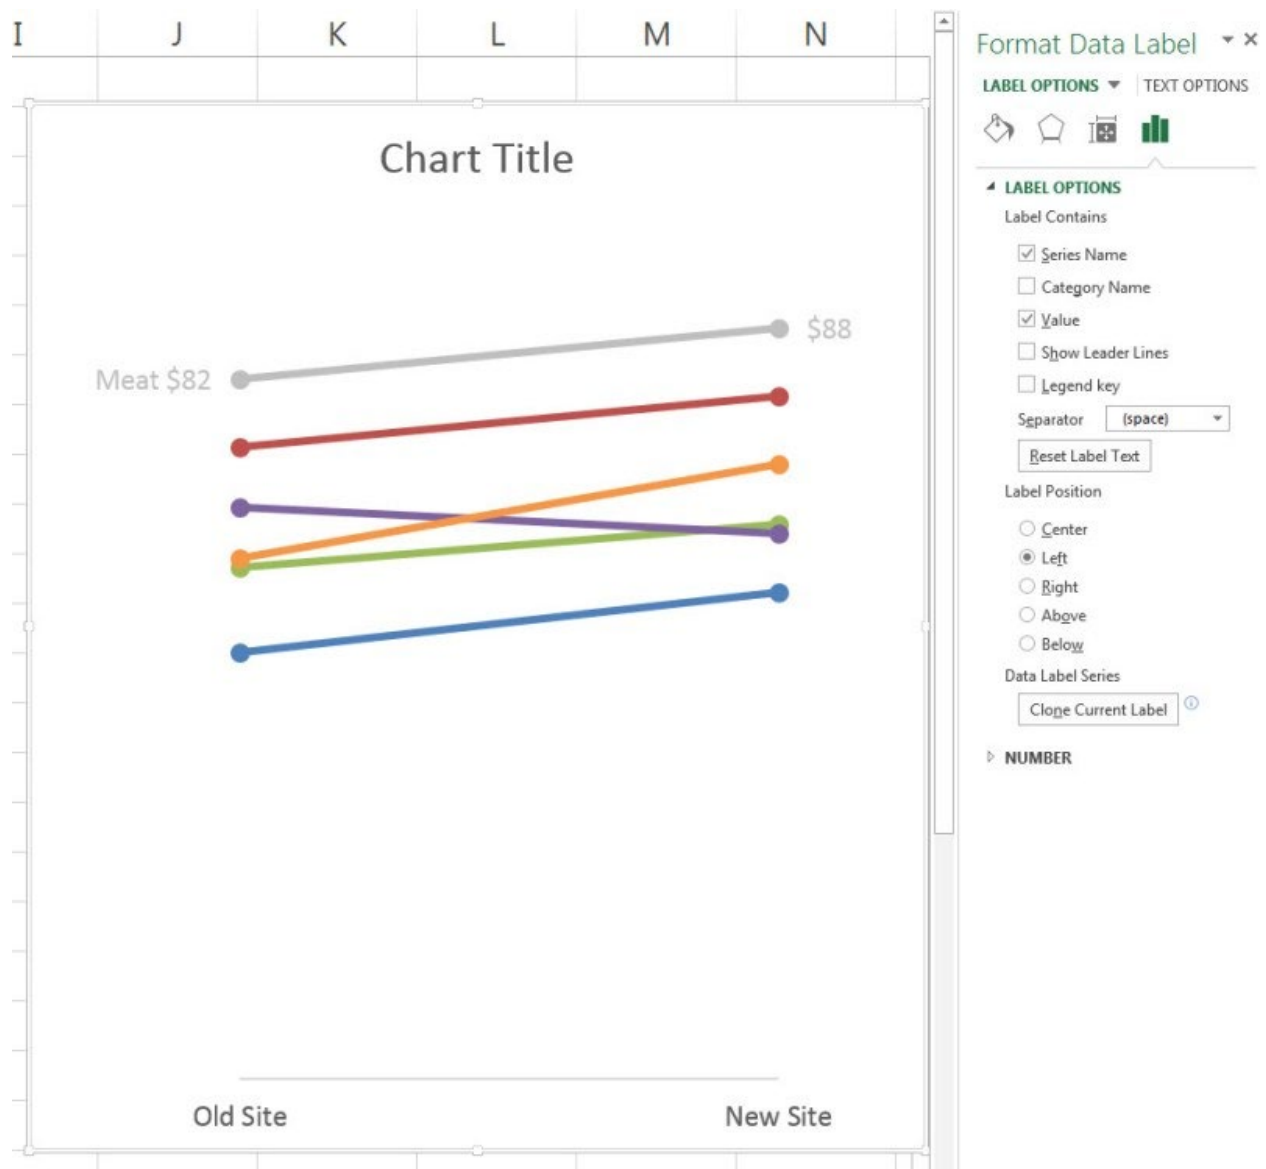 I J K L M N
Chart Title
$88
Meat $82
Old Site New Site
Format Data Label
LABEL OPTIONS TEXT OPTIONS
LABEL OPTIONS
Label Contains
Series Name
Category Name
Value
Show Leader Lines
Legend key
Separator (space)
Reset Label Text
Label Position
Center
Left
Right
Above
Below
Data Label Series
Clone Current Label
NUMBER